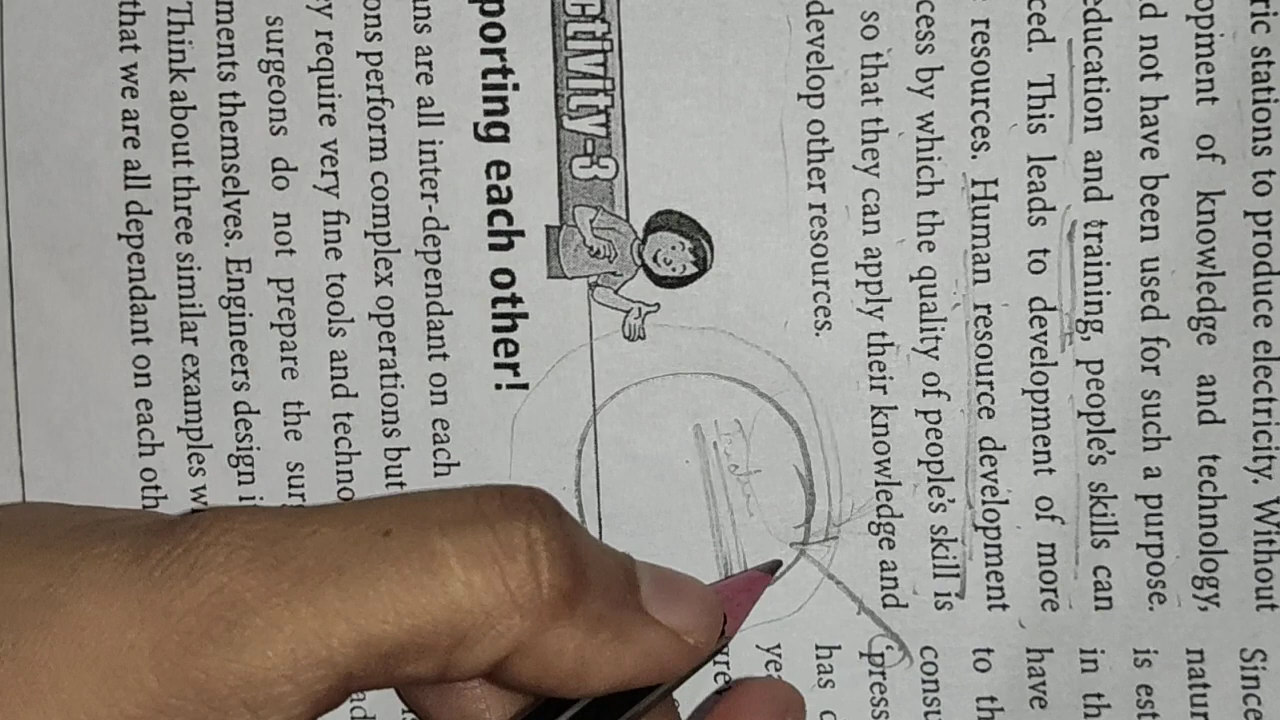 ric stations to produce electricity. Without
opment of knowledge and technology,
d not have been used for such a purpose.
education and training, people's skills can
ced. This leads to development of more
resources. Human resource development
cess by which the quality of people's skill is
so that they can apply their knowledge and
develop other resources.
ctivity -3
porting each other!
ns are all inter-dependant on each
ons perform complex operations but
y require very fine tools and techno
surgeons do not prepare the sur
ments themselves. Engineers design i
Think about three similar examples w
that we are all dependant on each oth
Since
natur
is est
in th
have
to th
consu
'press
has